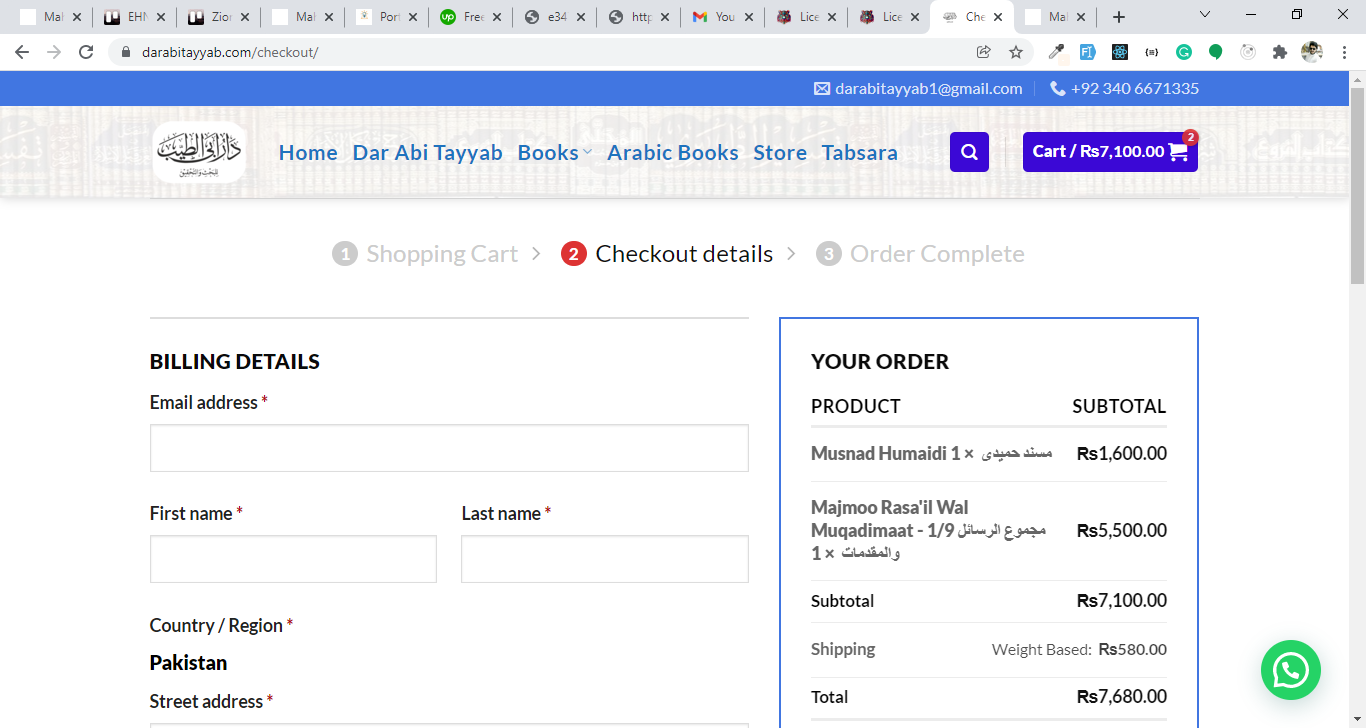 Mal
EHN
Zior
Mal
Port
Free
e34
http
You
Lice
Lice
Che
Mal
darabitayyab.com/checkout/
darabitayyab1@gmail.com
+92 340 6671335
Home Dar Abi Tayyab Books Arabic Books Store Tabsara
Cart / ₨7,100.00
2
1 Shopping Cart
2 Checkout details
3 Order Complete
BILLING DETAILS
Email address *
First name *
Last name *
Country / Region *
Pakistan
Street address *
YOUR ORDER
PRODUCT SUBTOTAL
Musnad Humaidi مسند حمیدی × 1 ₨1,600.00
Majmoo Rasa'il Wal
Muqadimaat - 1/9 مجموع الرسائل ₨5,500.00
والمقدمات × 1
Subtotal ₨7,100.00
Shipping Weight Based: ₨580.00
Total ₨7,680.00